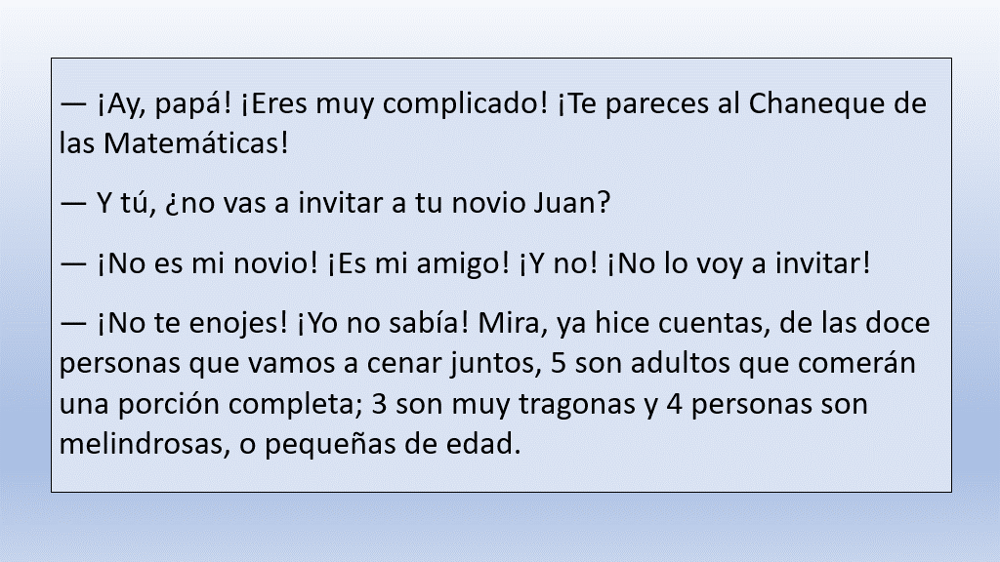 — ¡Ay, papá! ¡Eres muy complicado! ¡Te pareces al Chaneque de
las Matemáticas!
— Y tú, ¿no vas a invitar a tu novio Juan?
— ¡No es mi novio! ¡Es mi amigo! ¡Y no! ¡No lo voy a invitar!
— ¡No te enojes! ¡Yo no sabía! Mira, ya hice cuentas, de las doce
personas que vamos a cenar juntos, 5 son adultos que comerán
una porción completa; 3 son muy tragonas y 4 personas son
melindrosas, o pequeñas de edad.